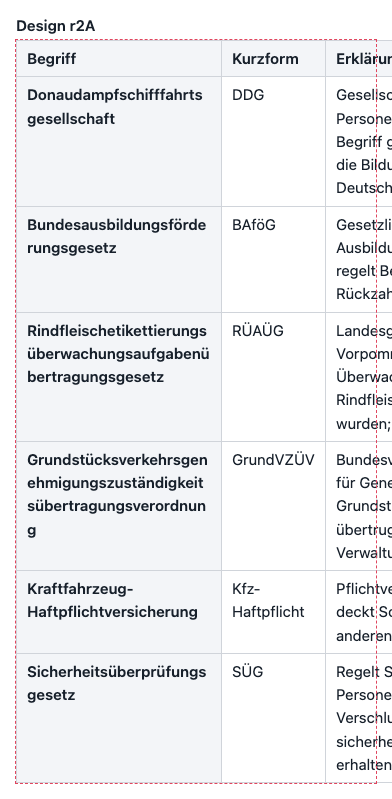 Design r2A
Begriff Kurzform Erklärun
Donaudampfschifffahrts DDG Gesellsc
gesellschaft Persone
Begriff g
die Bildu
Deutsch
Bundesausbildungsförde BAföG Gesetzli
rungsgesetz Ausbildu
regelt Be
Rückzah
Rindfleischetikettierungs RÜAÜG Landesg
überwachungsaufgabenü Vorpomm
bertragungsgesetz Überwac
Rindfleis
wurden;
Grundstücksverkehrsgen GrundVZÜV Bundesv
ehmigungszuständigkeit für Gene
sübertragungsverordnun Grundst
g übertrug
Verwaltu
Kraftfahrzeug- Kfz- Pflichtve
Haftpflichtversicherung Haftpflicht deckt Sc
anderen
Sicherheitsüberprüfungs SÜG Regelt S
gesetz Persone
Verschlu
sicherhe
erhalten